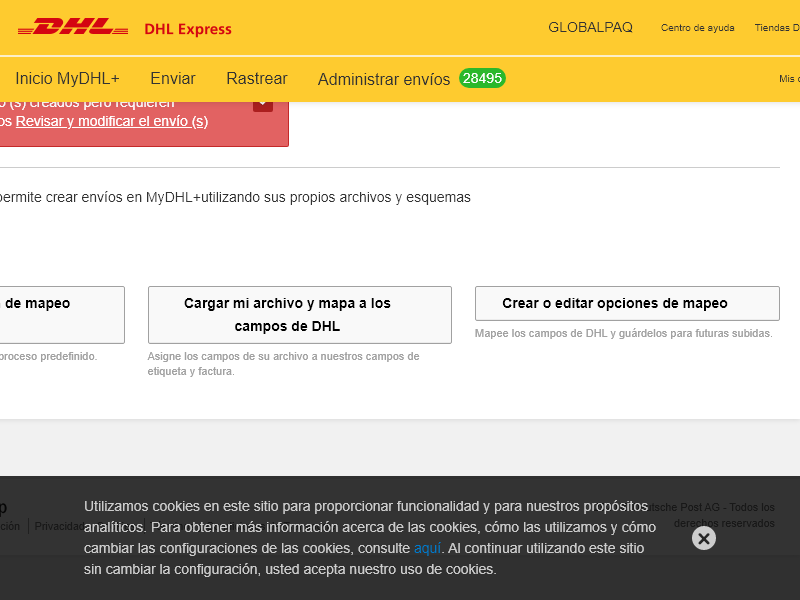 DHL DHL Express GLOBALPAQ Centro de ayuda Tiendas D
Inicio MyDHL+ Enviar Rastrear Administrar envíos 28495 Mis
o (s) creados pero requieren
os Revisar y modificar el envío (s)
permite crear envíos en MyDHL+utilizando sus propios archivos y esquemas
de mapeo
proceso predefinido.
Cargar mi archivo y mapa a los
campos de DHL
Asigne los campos de su archivo a nuestros campos de
etiqueta y factura.
Crear o editar opciones de mapeo
Mapee los campos de DHL y guárdelos para futuras subidas.
Utilizamos cookies en este sitio para proporcionar funcionalidad y para nuestros propósitos
analíticos. Para obtener más información acerca de las cookies, cómo las utilizamos y cómo
cambiar las configuraciones de las cookies, consulte aquí. Al continuar utilizando este sitio
sin cambiar la configuración, usted acepta nuestro uso de cookies.
ción Privacidad
tsche Post AG - Todos los
derechos reservados